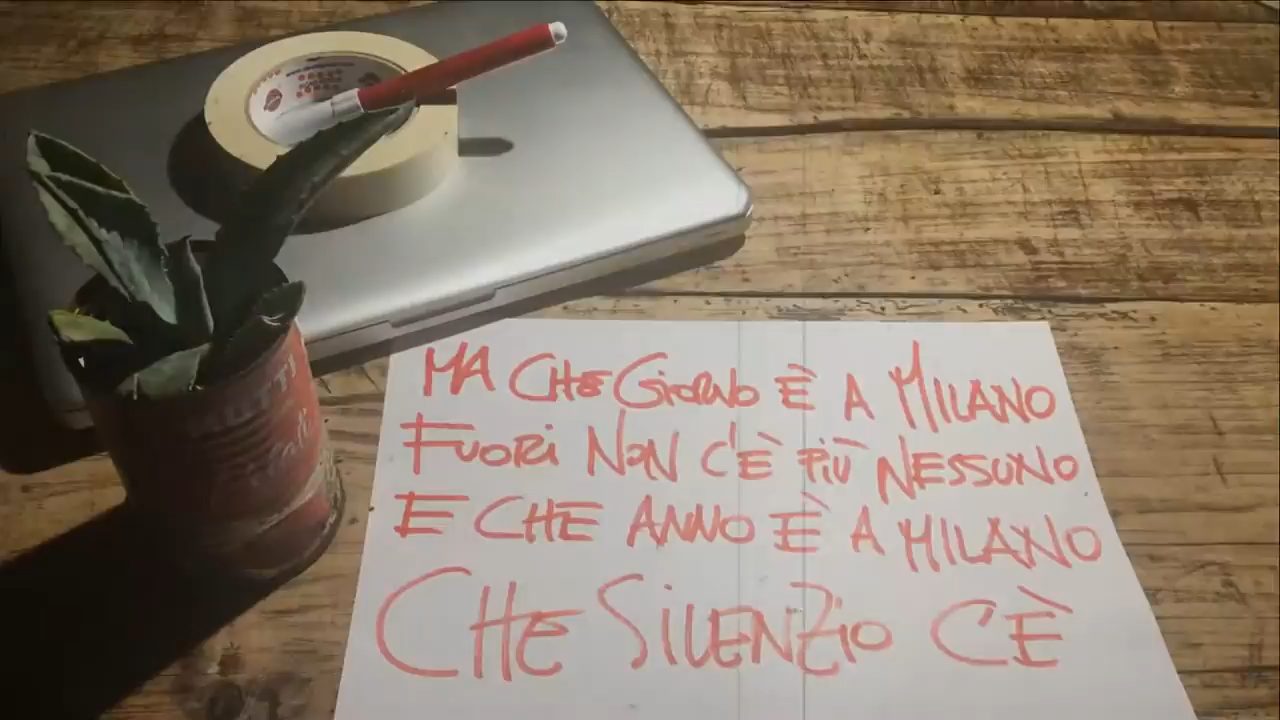 MA CHE GIORNO È A MILANO
FUORI NON C'È PIÙ NESSUNO
E CHE ANNO È A MILANO
CHE SILENZIO C'È